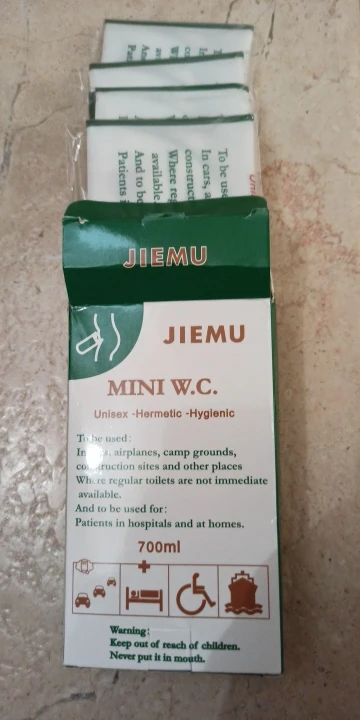 To be use
In cars, a
construct
Where reg
available.
And to be
Patients i
JIEMU
JIEMU
MINI W.C.
Unisex -Hermetic -Hygienic
To be used:
In cars, airplanes, camp grounds,
construction sites and other places
Where regular toilets are not immediate
available.
And to be used for:
Patients in hospitals and at homes.
700ml
Warning:
Keep out of reach of children.
Never put it in mouth.